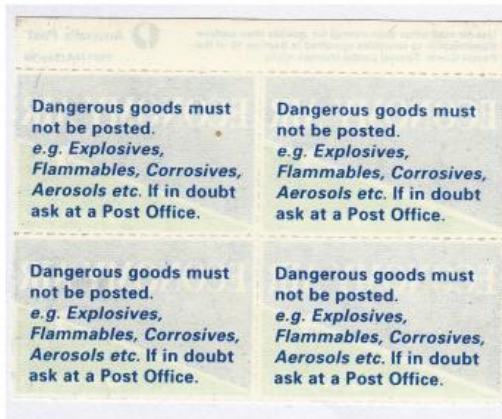 Dangerous goods must
not be posted.
e.g. Explosives,
Flammables, Corrosives,
Aerosols etc. If in doubt
ask at a Post Office.
Dangerous goods must
not be posted.
e.g. Explosives,
Flammables, Corrosives,
Aerosols etc. If in doubt
ask at a Post Office.
Dangerous goods must
not be posted.
e.g. Explosives,
Flammables, Corrosives,
Aerosols etc. If in doubt
ask at a Post Office.
Dangerous goods must
not be posted.
e.g. Explosives,
Flammables, Corrosives,
Aerosols etc. If in doubt
ask at a Post Office.